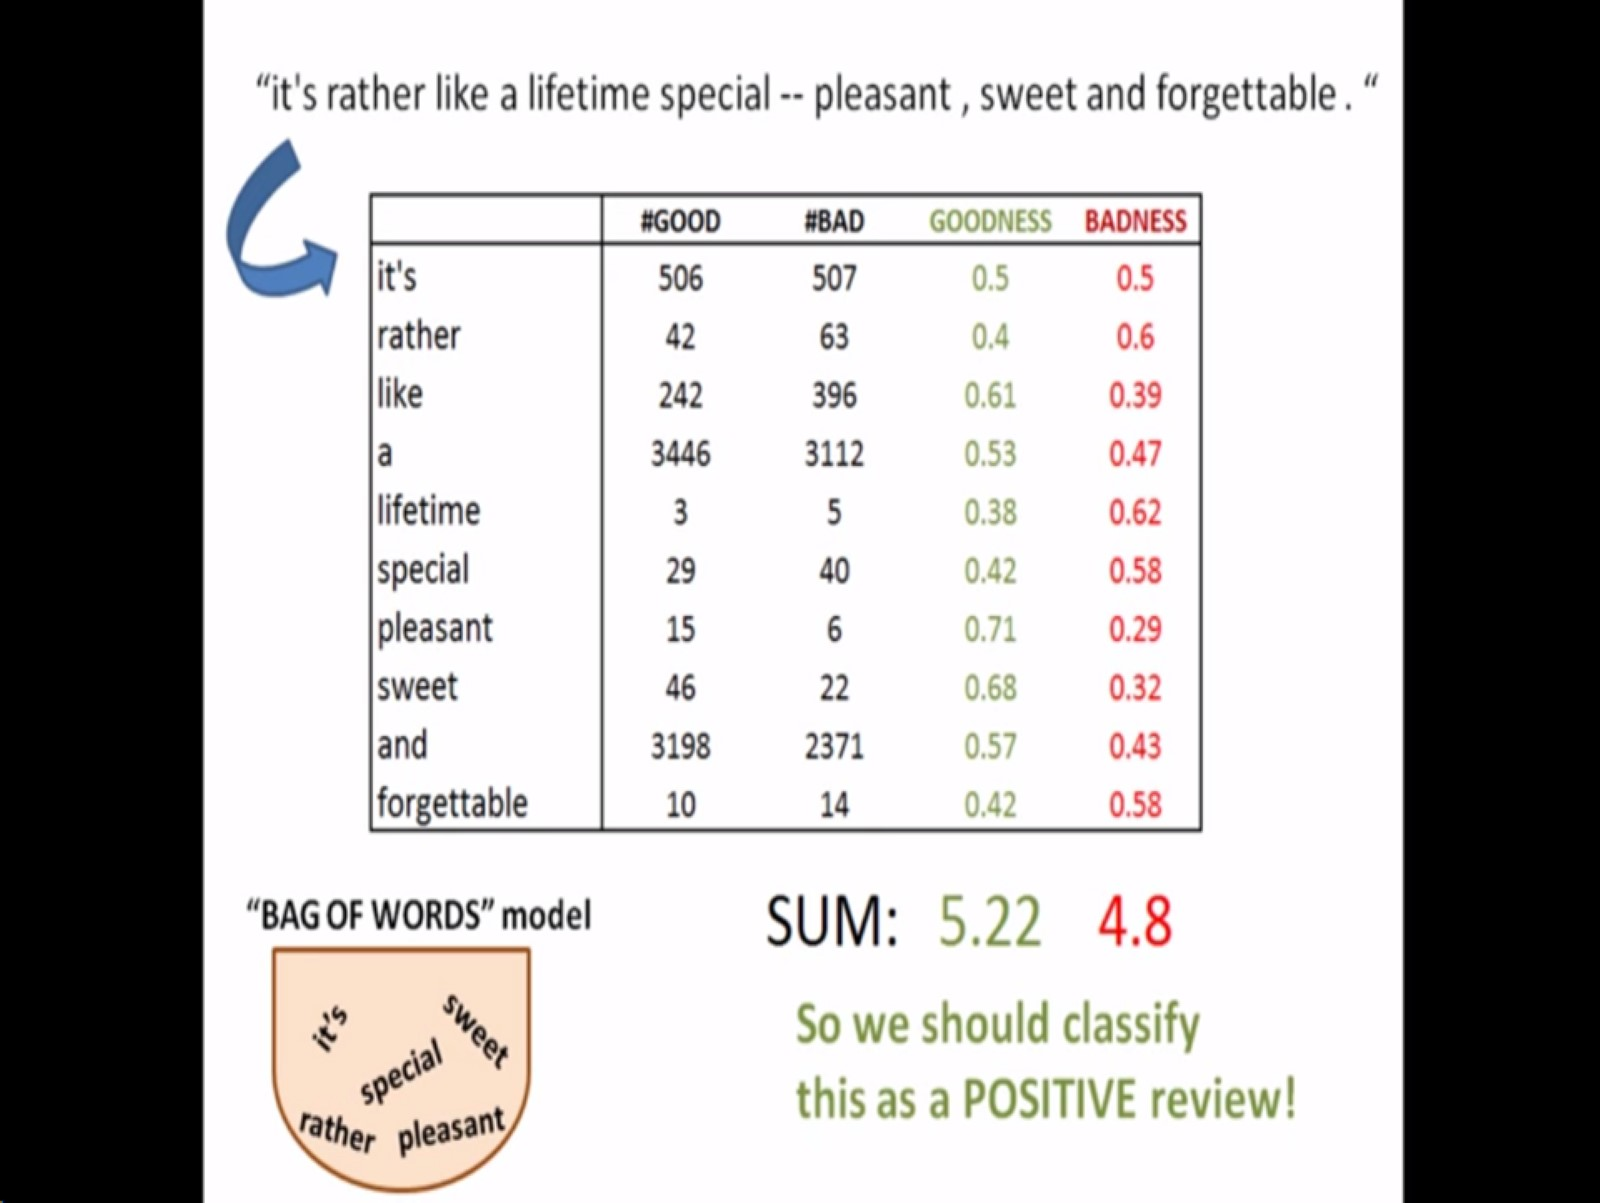 “it's rather like a lifetime special -- pleasant , sweet and forgettable . “
#GOOD #BAD GOODNESS BADNESS
it's 506 507 0.5 0.5
rather 42 63 0.4 0.6
like 242 396 0.61 0.39
a 3446 3112 0.53 0.47
lifetime 3 5 0.38 0.62
special 29 40 0.42 0.58
pleasant 15 6 0.71 0.29
sweet 46 22 0.68 0.32
and 3198 2371 0.57 0.43
forgettable 10 14 0.42 0.58
“BAG OF WORDS” model
it's
sweet
special
rather
pleasant
SUM: 5.22 4.8
So we should classify
this as a POSITIVE review!